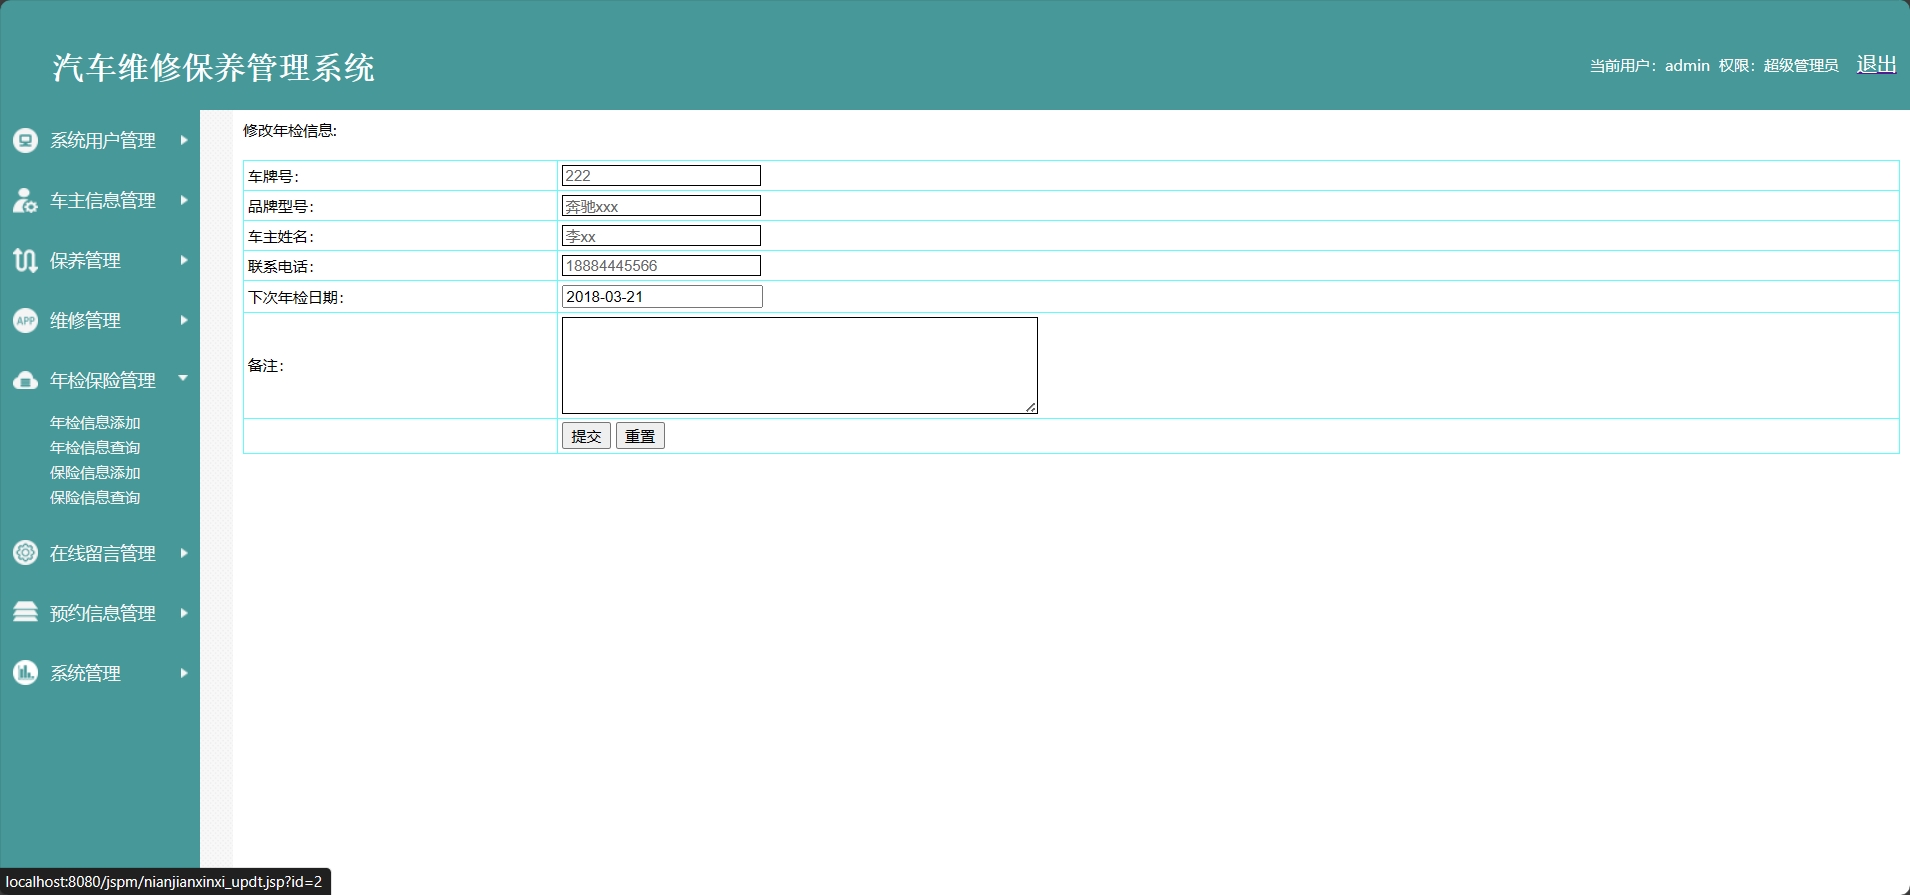 汽车维修保养管理系统
当前用户：admin 权限：超级管理员 退出
系统用户管理
车主信息管理
保养管理
APP 维修管理
年检保险管理
年检信息添加
年检信息查询
保险信息添加
保险信息查询
在线留言管理
预约信息管理
系统管理
修改年检信息:
车牌号： 222
品牌型号： 奔驰xxx
车主姓名： 李xx
联系电话： 18884445566
下次年检日期： 2018-03-21
备注：
提交 重置
localhost:8080/jspm/nianjianxinxi_updt.jsp?id=2